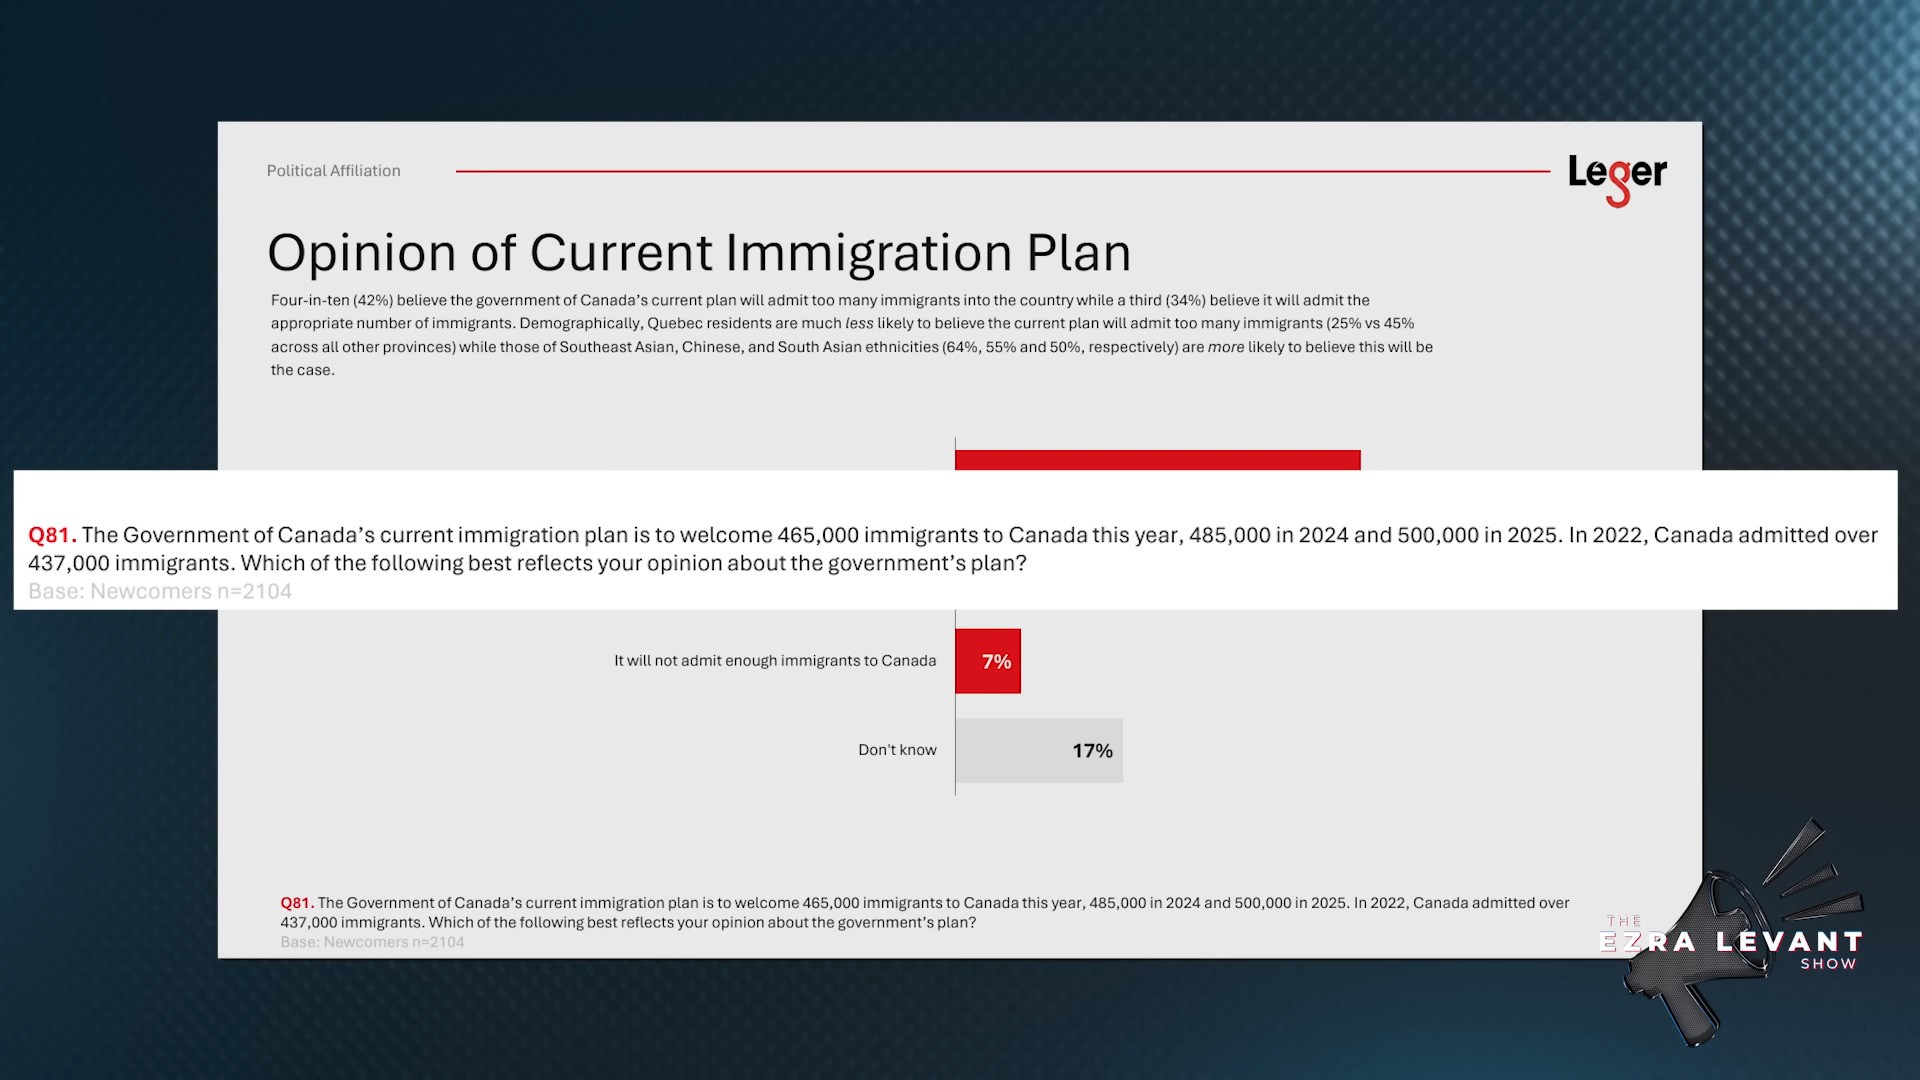 Political Affiliation
Leger
Opinion of Current Immigration Plan
Four-in-ten (42%) believe the government of Canada's current plan will admit too many immigrants into the country while a third (34%) believe it will admit the
appropriate number of immigrants. Demographically, Quebec residents are much less likely to believe the current plan will admit too many immigrants (25% vs 45%
across all other provinces) while those of Southeast Asian, Chinese, and South Asian ethnicities (64%, 55% and 50%, respectively) are more likely to believe this will be
the case.
Q81. The Government of Canada's current immigration plan is to welcome 465,000 immigrants to Canada this year, 485,000 in 2024 and 500,000 in 2025. In 2022, Canada admitted over
437,000 immigrants. Which of the following best reflects your opinion about the government's plan?
Base: Newcomers n=2104
It will not admit enough immigrants to Canada 7%
Don't know 17%
Q81. The Government of Canada's current immigration plan is to welcome 465,000 immigrants to Canada this year, 485,000 in 2024 and 500,000 in 2025. In 2022, Canada admitted over
437,000 immigrants. Which of the following best reflects your opinion about the government's plan?
Base: Newcomers n=2104
THE
EZRA LEVANT
SHOW